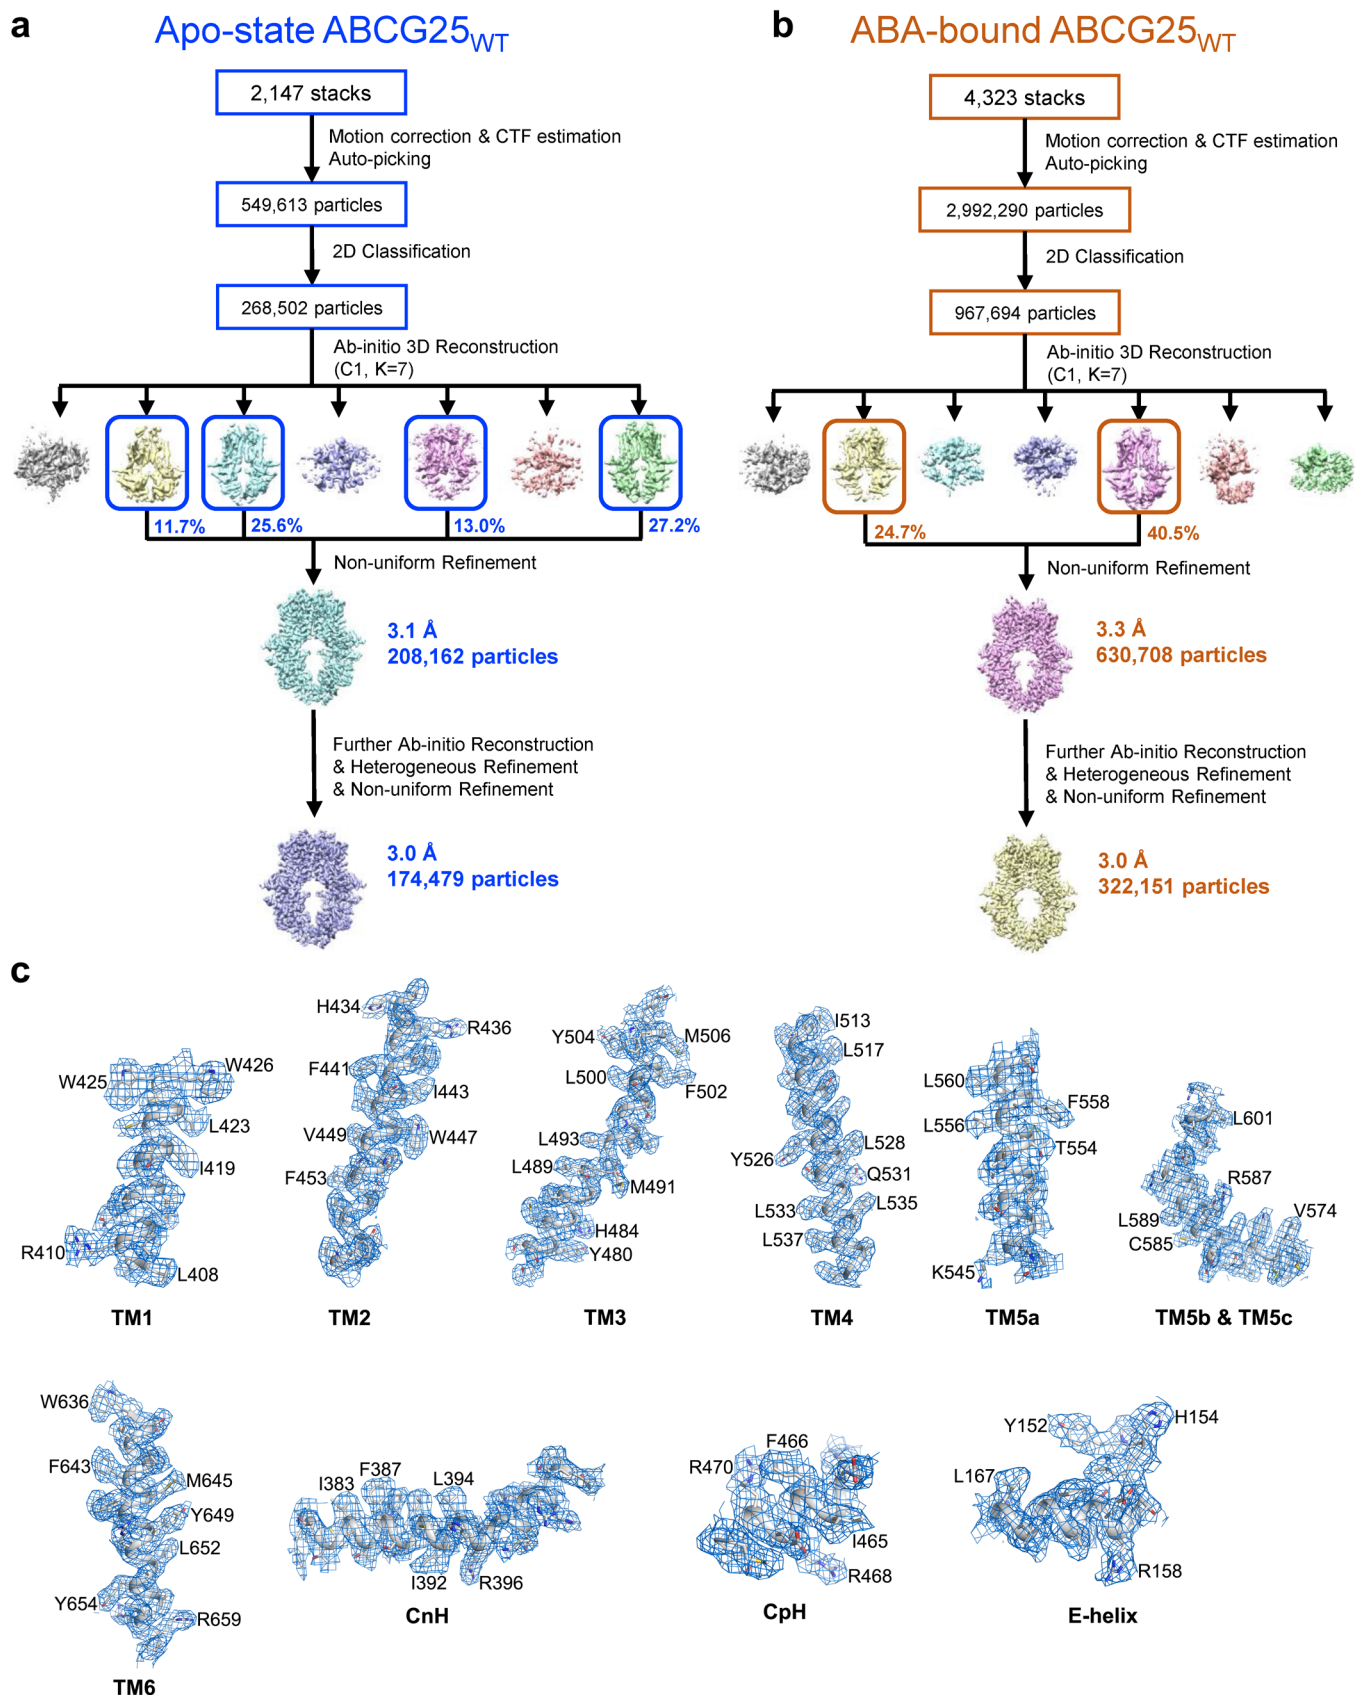 a
Apo-state ABCG25WT
2,147 stacks
Motion correction & CTF estimation
Auto-picking
549,613 particles
2D Classification
268,502 particles
Ab-initio 3D Reconstruction
(C1, K=7)
11.7%
25.6%
13.0%
27.2%
Non-uniform Refinement
3.1 Å
208,162 particles
Further Ab-initio Reconstruction
& Heterogeneous Refinement
& Non-uniform Refinement
3.0 Å
174,479 particles
b
ABA-bound ABCG25WT
4,323 stacks
Motion correction & CTF estimation
Auto-picking
2,992,290 particles
2D Classification
967,694 particles
Ab-initio 3D Reconstruction
(C1, K=7)
24.7%
40.5%
Non-uniform Refinement
3.3 Å
630,708 particles
Further Ab-initio Reconstruction
& Heterogeneous Refinement
& Non-uniform Refinement
3.0 Å
322,151 particles
c
W425
W426
L423
I419
R410
L408
TM1
H434
R436
F441
I443
V449
W447
F453
TM2
Y504
M506
L500
F502
L493
L489
M491
H484
Y480
TM3
I513
L517
L528
Y526
Q531
L533
L535
L537
TM4
L560
F558
L556
T554
K545
TM5a
L601
R587
L589
V574
C585
TM5b & TM5c
W636
F643
M645
Y649
L652
Y654
R659
TM6
I383
F387
L394
I392
R396
CnH
F466
R470
I465
R468
CpH
Y152
H154
L167
R158
E-helix